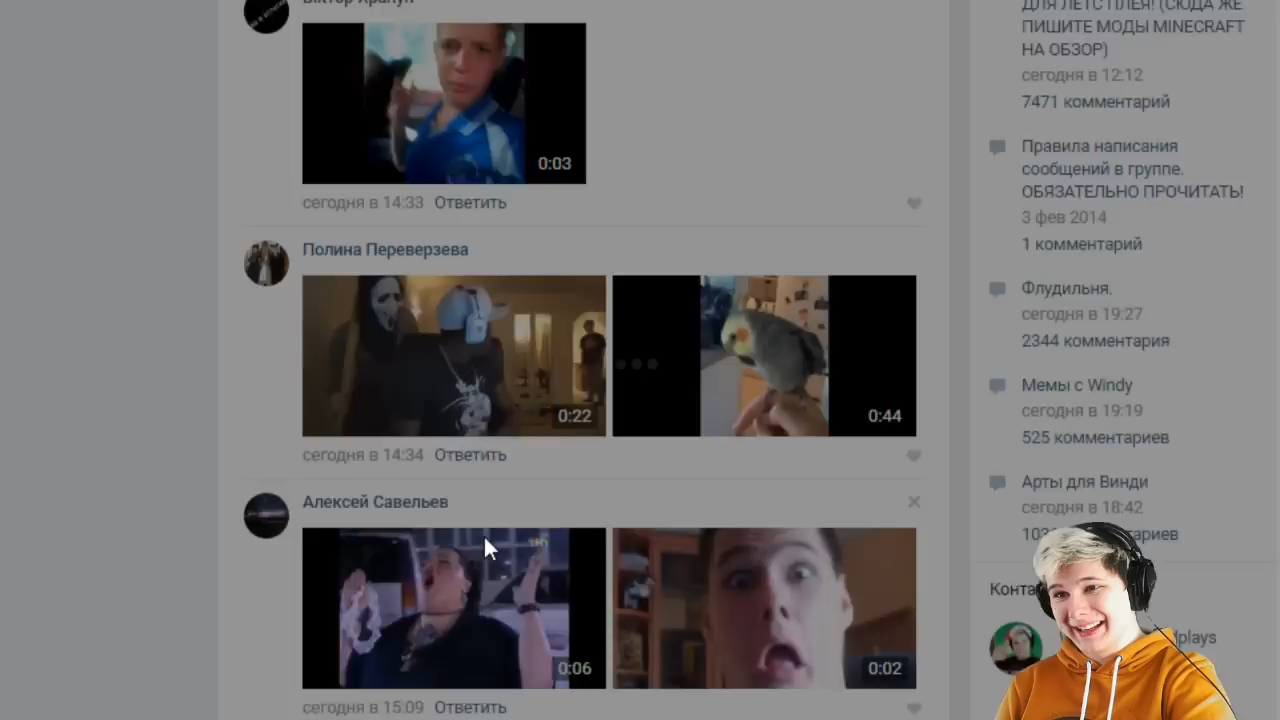 0:03
сегодня в 14:33 Ответить
Полина Переверзева
0:22
0:44
сегодня в 14:34 Ответить
Алексей Савельев
0:06
0:02
сегодня в 15:09 Ответить
ДЛЯ ЛЕТСПЛЕЯ! (СЮДА ЖЕ
ПИШИТЕ МОДЫ MINECRAFT
НА ОБЗОР)
сегодня в 12:12
7471 комментарий
Правила написания
сообщений в группе.
ОБЯЗАТЕЛЬНО ПРОЧИТАТЬ!
3 фев 2014
1 комментарий
Флудильня.
сегодня в 19:27
2344 комментария
Мемы с Windy
сегодня в 19:19
525 комментариев
Арты для Винди
сегодня в 18:42